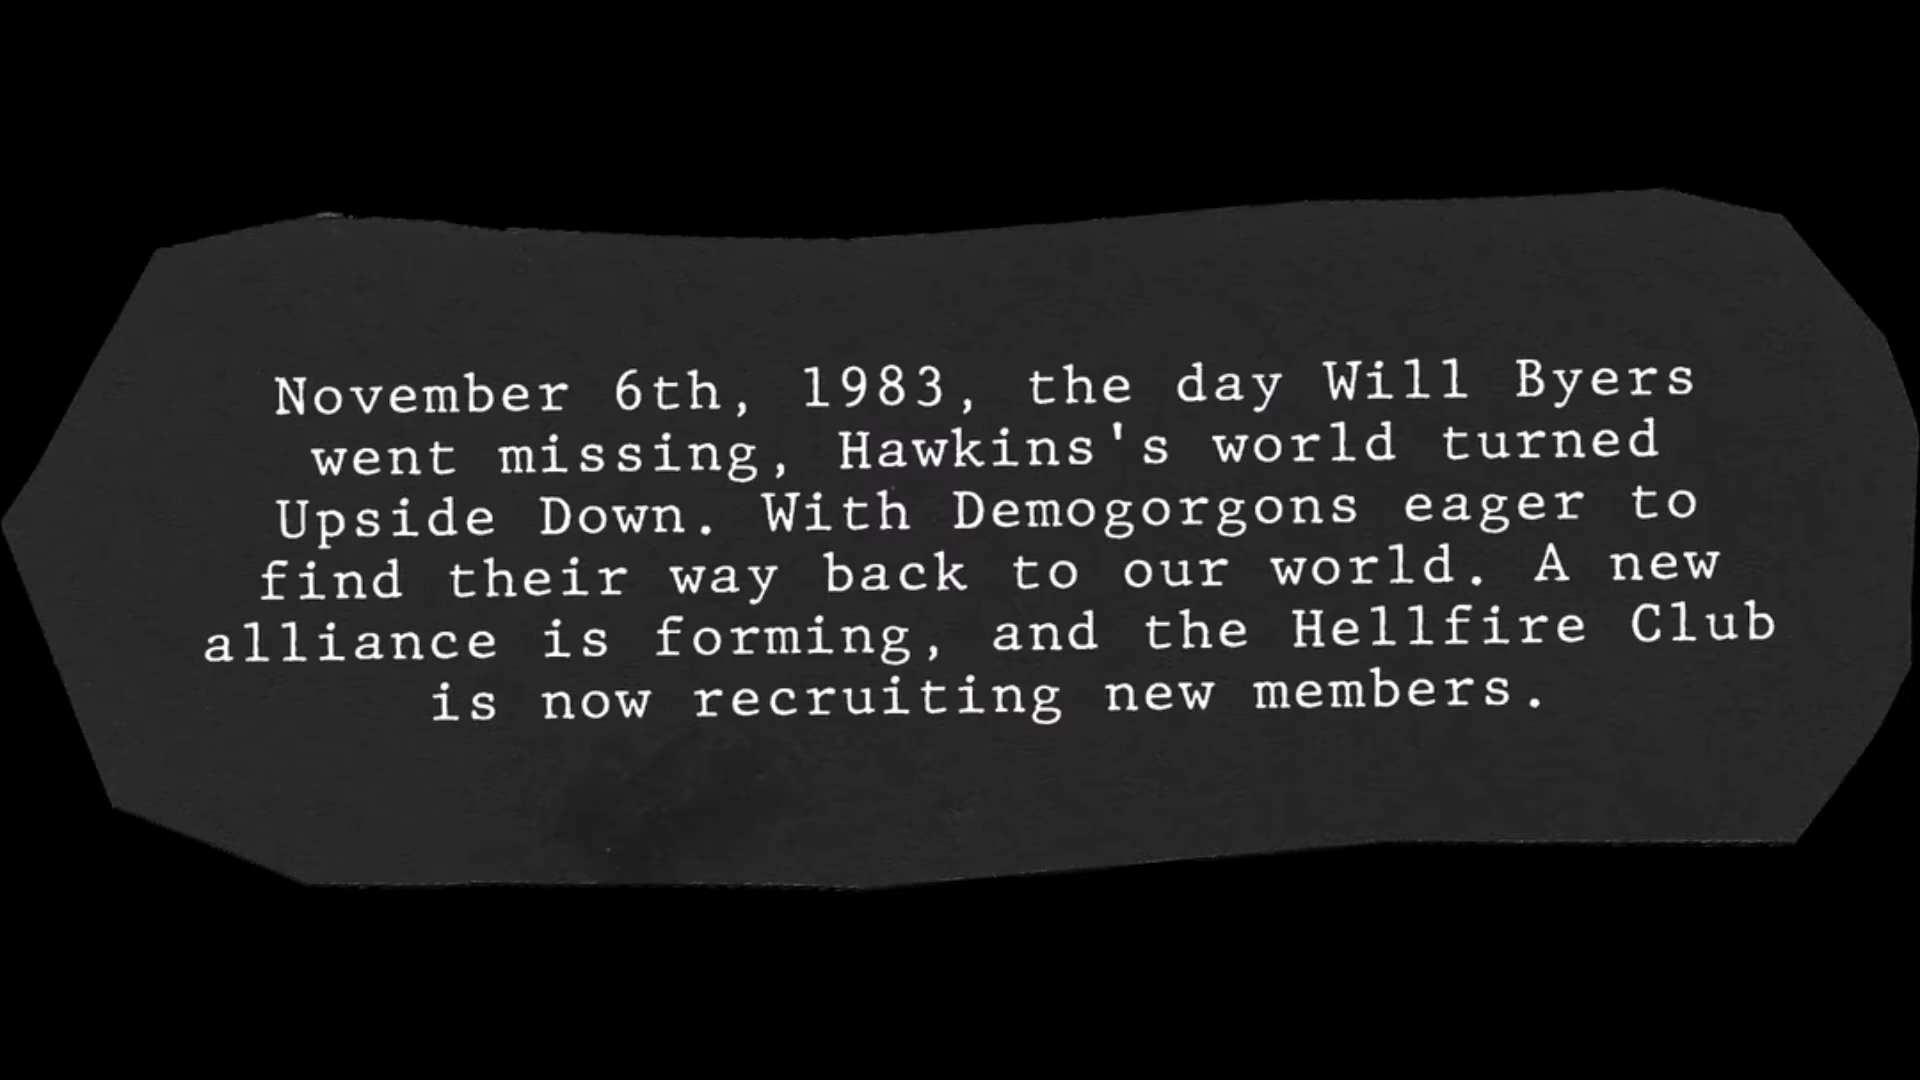 November 6th, 1983, the day Will Byers
went missing, Hawkins's world turned
Upside Down. With Demogorgons eager to
find their way back to our world. A new
alliance is forming, and the Hellfire Club
is now recruiting new members.